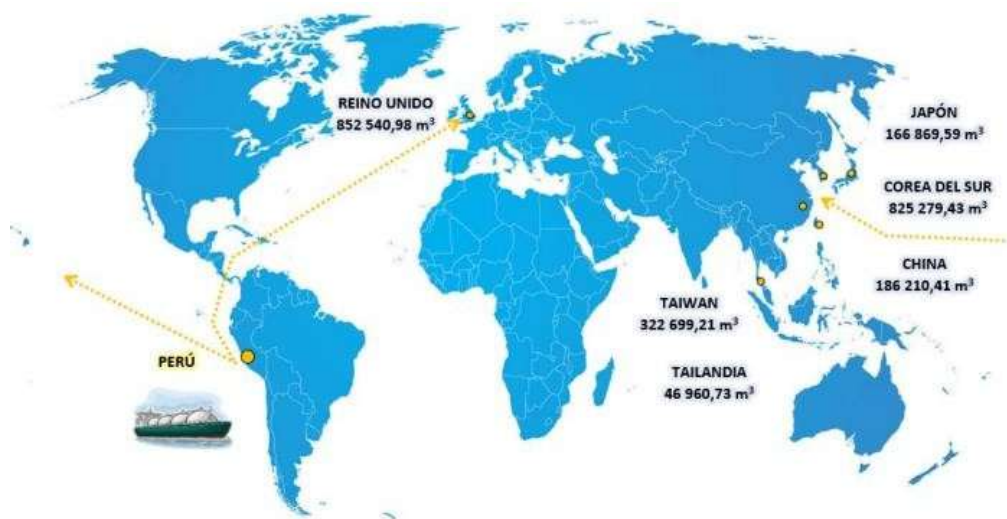 REINO UNIDO
852 540,98 m³
JAPÓN
166 869,59 m³
COREA DEL SUR
825 279,43 m³
CHINA
186 210,41 m³
TAIWAN
322 699,21 m³
PERÚ
TAILANDIA
46 960,73 m³